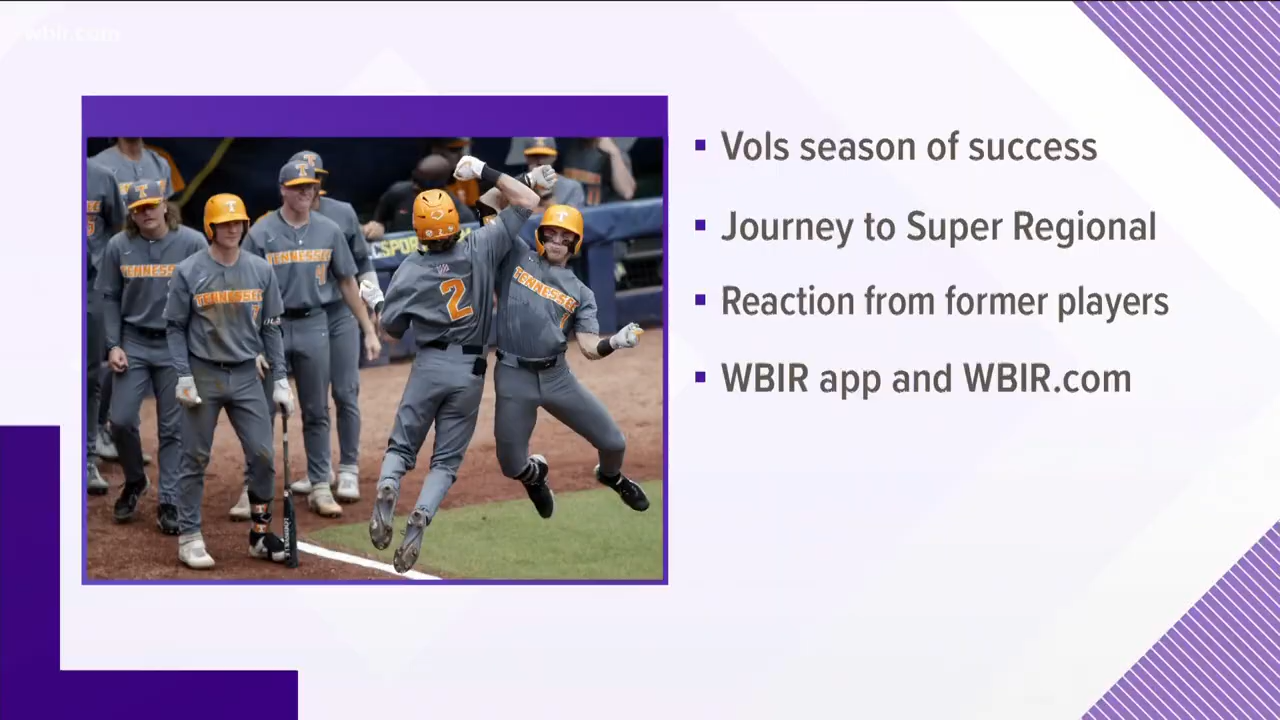 wbir.com
Vols season of success
Journey to Super Regional
Reaction from former players
WBIR app and WBIR.com
TENNESSEE
TENNESSEE
2
TENNESSEE